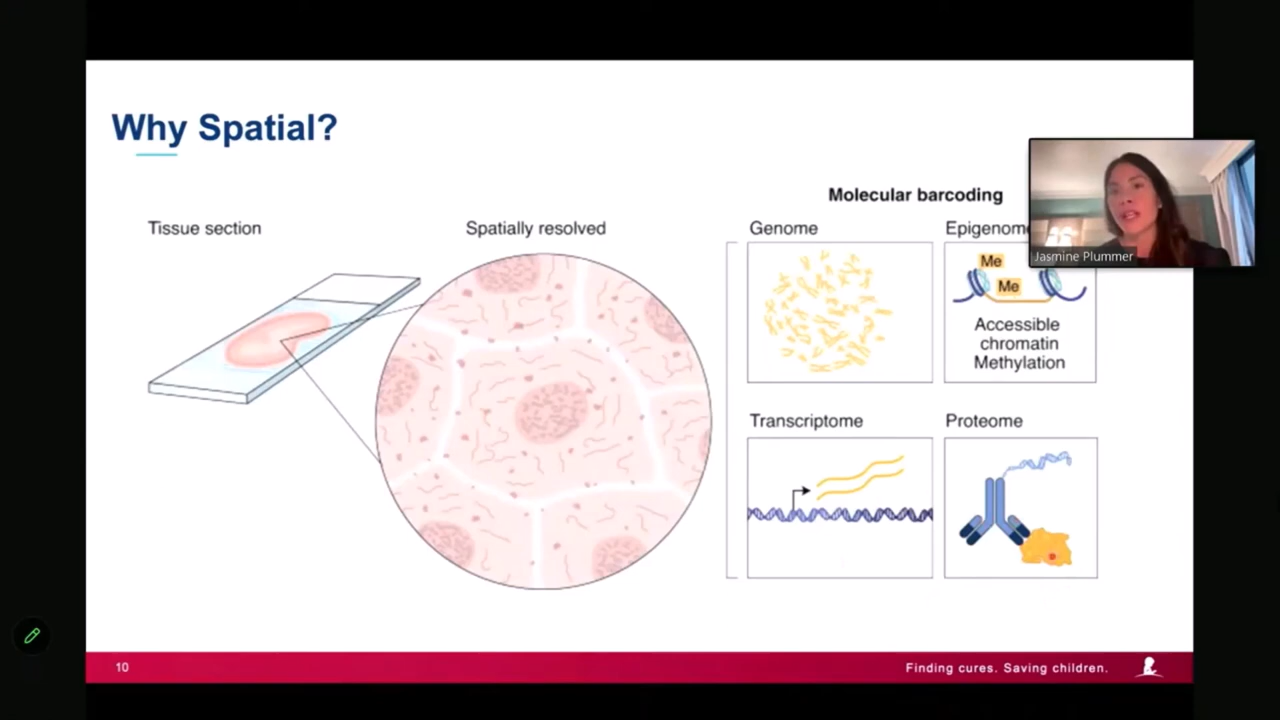 Why Spatial?
Molecular barcoding
Tissue section
Spatially resolved
Genome
Epigenome
Me
Me
Accessible
chromatin
Methylation
Jasmine Plummer
Transcriptome
Proteome
10
Finding cures. Saving children.